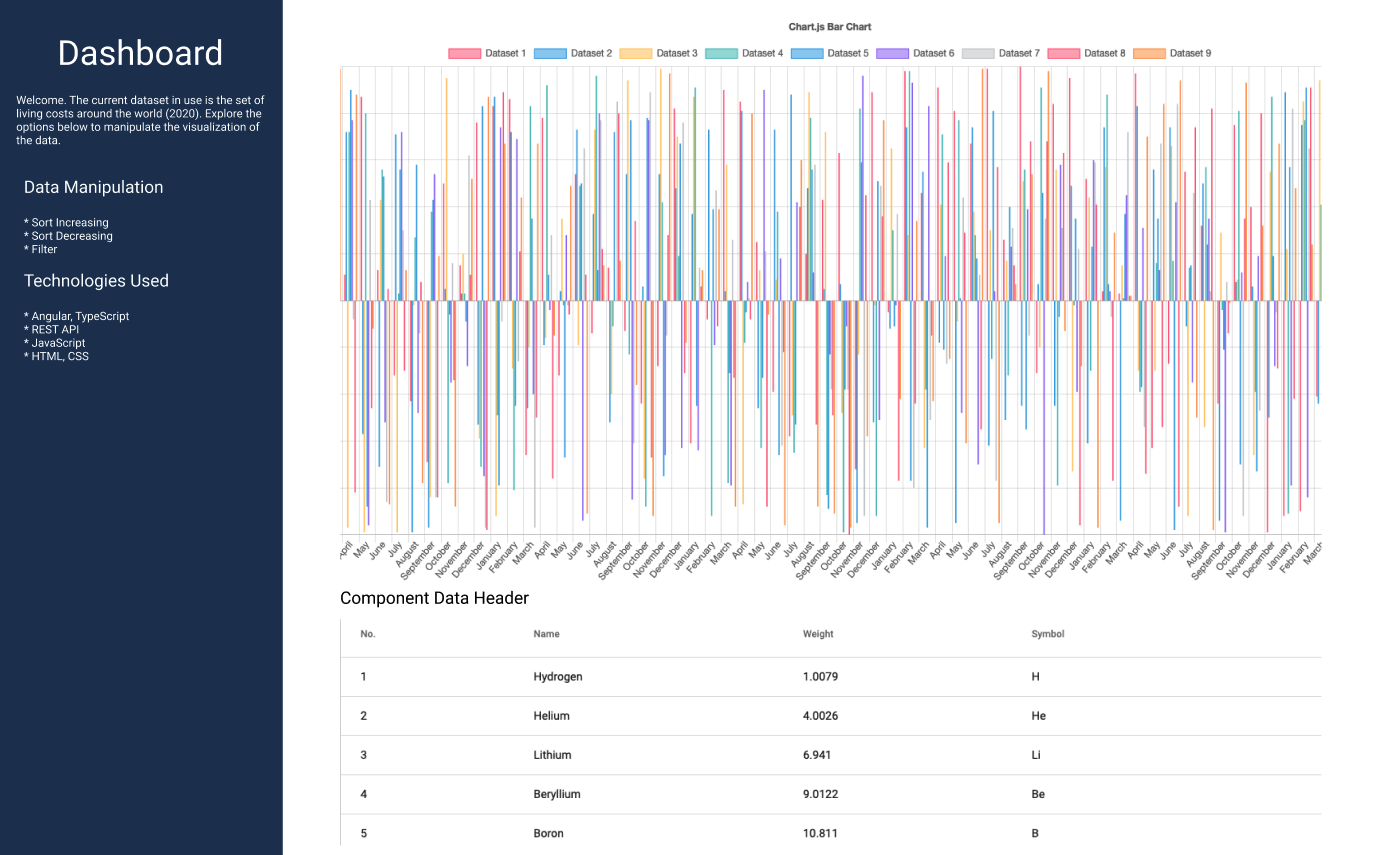 Dashboard
Welcome. The current dataset in use is the set of
living costs around the world (2020). Explore the
options below to manipulate the visualization of
the data.
Data Manipulation
* Sort Increasing
* Sort Decreasing
* Filter
Technologies Used
* Angular, TypeScript
* REST API
* JavaScript
* HTML, CSS
Chart.js Bar Chart
Dataset 1 Dataset 2 Dataset 3 Dataset 4 Dataset 5 Dataset 6 Dataset 7 Dataset 8 Dataset 9
April May June July August September October November December January February March April May June July August September October November December January February March April May June July August September October November December January February March April May June July August September October November December January February March April May June July August September October November December January February March
Component Data Header
No. Name Weight Symbol
1 Hydrogen 1.0079 H
2 Helium 4.0026 He
3 Lithium 6.941 Li
4 Beryllium 9.0122 Be
5 Boron 10.811 B